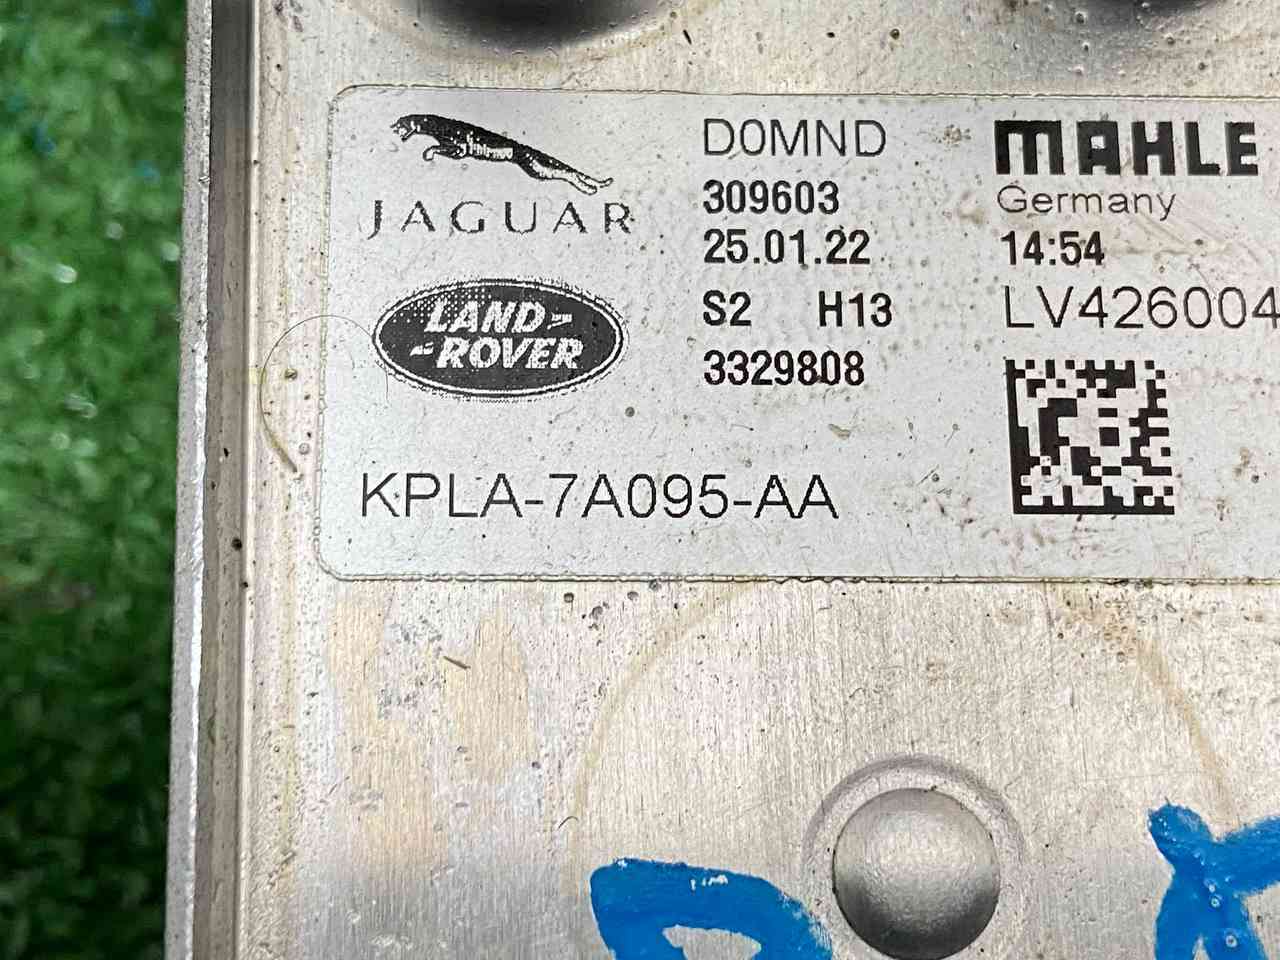 JAGUAR
LAND-
-ROVER
D0MND
309603
25.01.22
S2 H13
3329808
MAHLE
Germany
14:54
LV426004
KPLA-7A095-AA